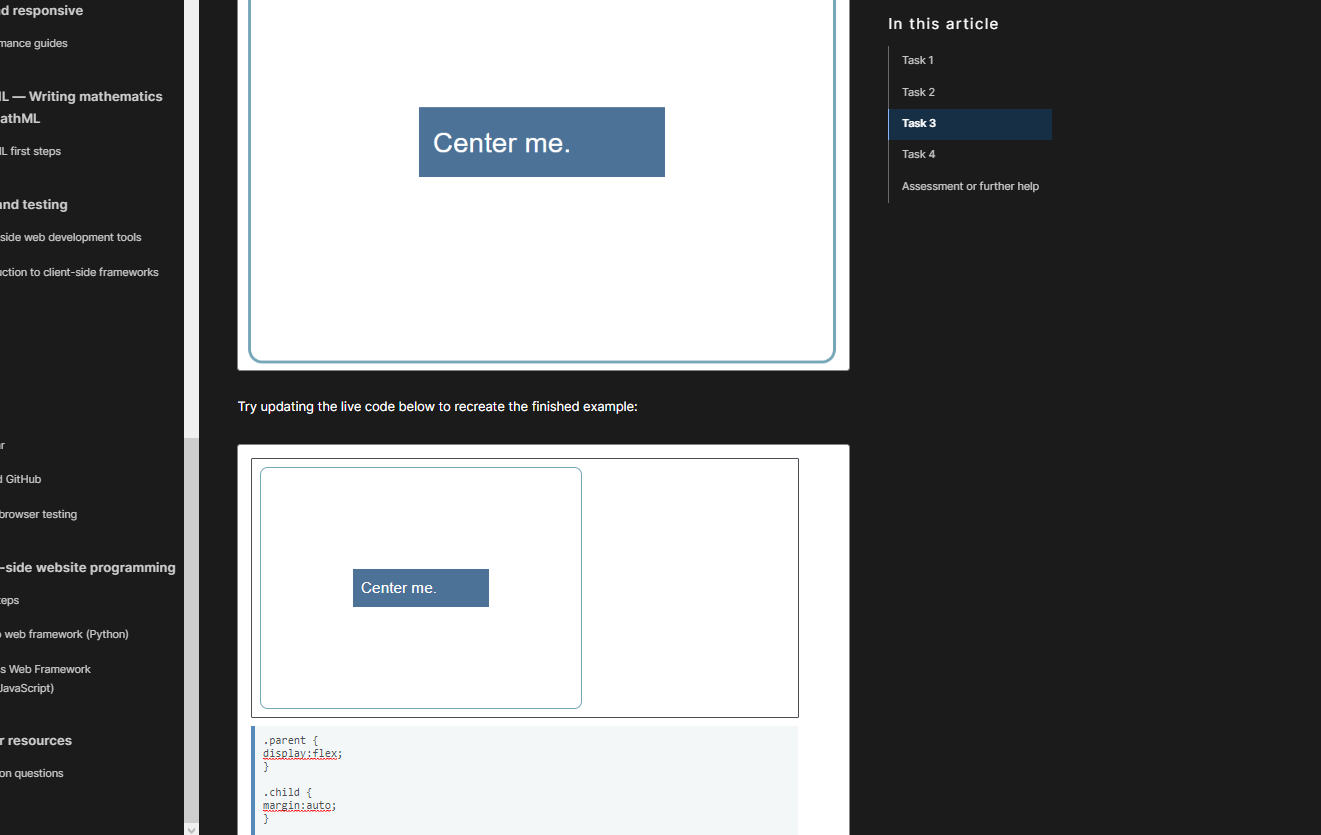 d responsive
mance guides
L — Writing mathematics
athML
L first steps
and testing
side web development tools
uction to client-side frameworks
r
d GitHub
browser testing
-side website programming
teps
o web framework (Python)
s Web Framework
JavaScript)
r resources
on questions
Center me.
Try updating the live code below to recreate the finished example:
Center me.
.parent {
display:flex;
}
.child {
margin:auto;
}
In this article
Task 1
Task 2
Task 3
Task 4
Assessment or further help